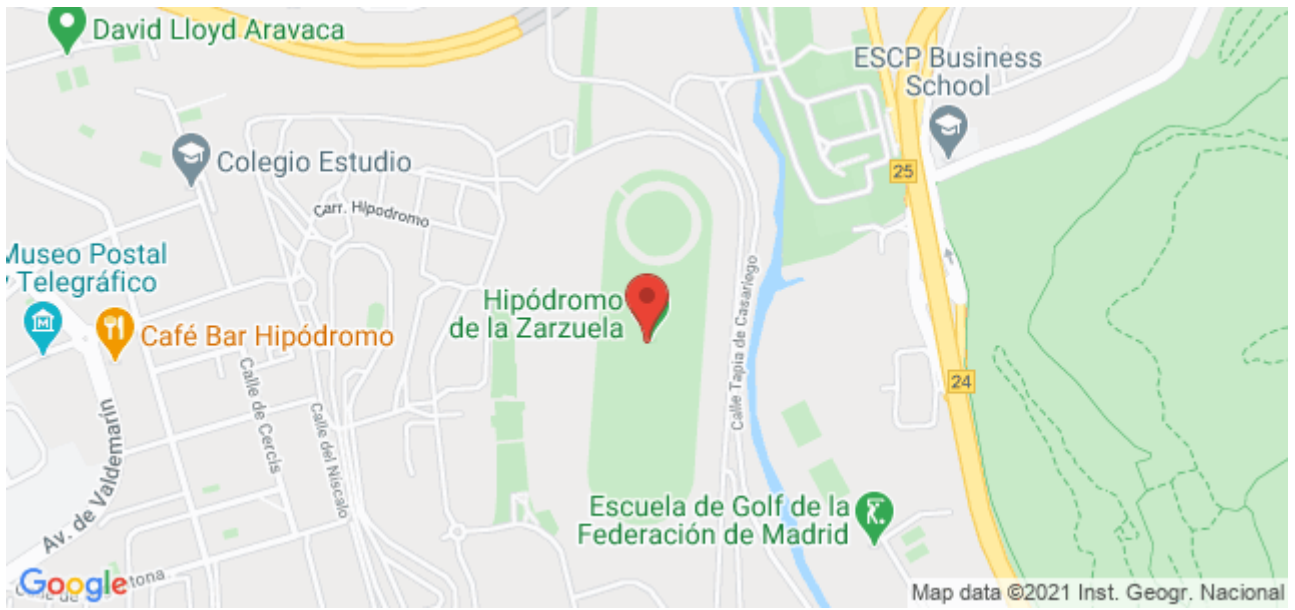 David Lloyd Aravaca
ESCP Business
School
Colegio Estudio
25
Carr. Hipodromo
Museo Postal
y Telegráfico
Hipódromo
de la Zarzuela
Café Bar Hipódromo
Calle Tapia de Casariego
24
Calle de Cercis
Calle del Níscalo
Av. de Valdemarín
Escuela de Golf de la
Federación de Madrid
Google
Map data ©2021 Inst. Geogr. Nacional